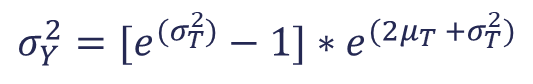 σ_Y^2 = [e^{(σ_T^2)} − 1] * e^{(2μ_T + σ_T^2)}